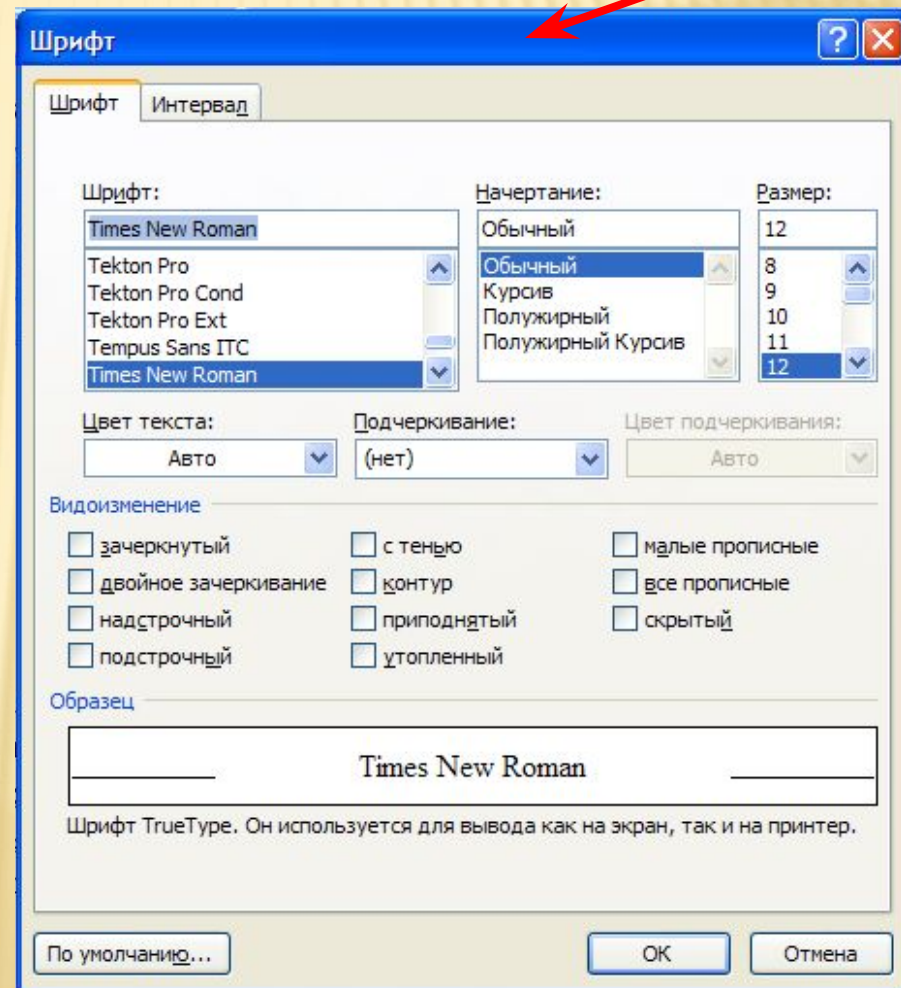 Шрифт
Шрифт Интервал
Шрифт: Начертание: Размер:
Times New Roman Обычный 12
Tekton Pro Обычный 8
Tekton Pro Cond Курсив 9
Tekton Pro Ext Полужирный 10
Tempus Sans ITC Полужирный Курсив 11
Times New Roman 12
Цвет текста: Подчеркивание: Цвет подчеркивания:
Авто (нет) Авто
Видоизменение
зачеркнутый с тенью малые прописные
двойное зачеркивание контур все прописные
надстрочный приподнятый скрытый
подстрочный утопленный
Образец
Times New Roman
Шрифт TrueType. Он используется для вывода как на экран, так и на принтер.
По умолчанию... ОК Отмена